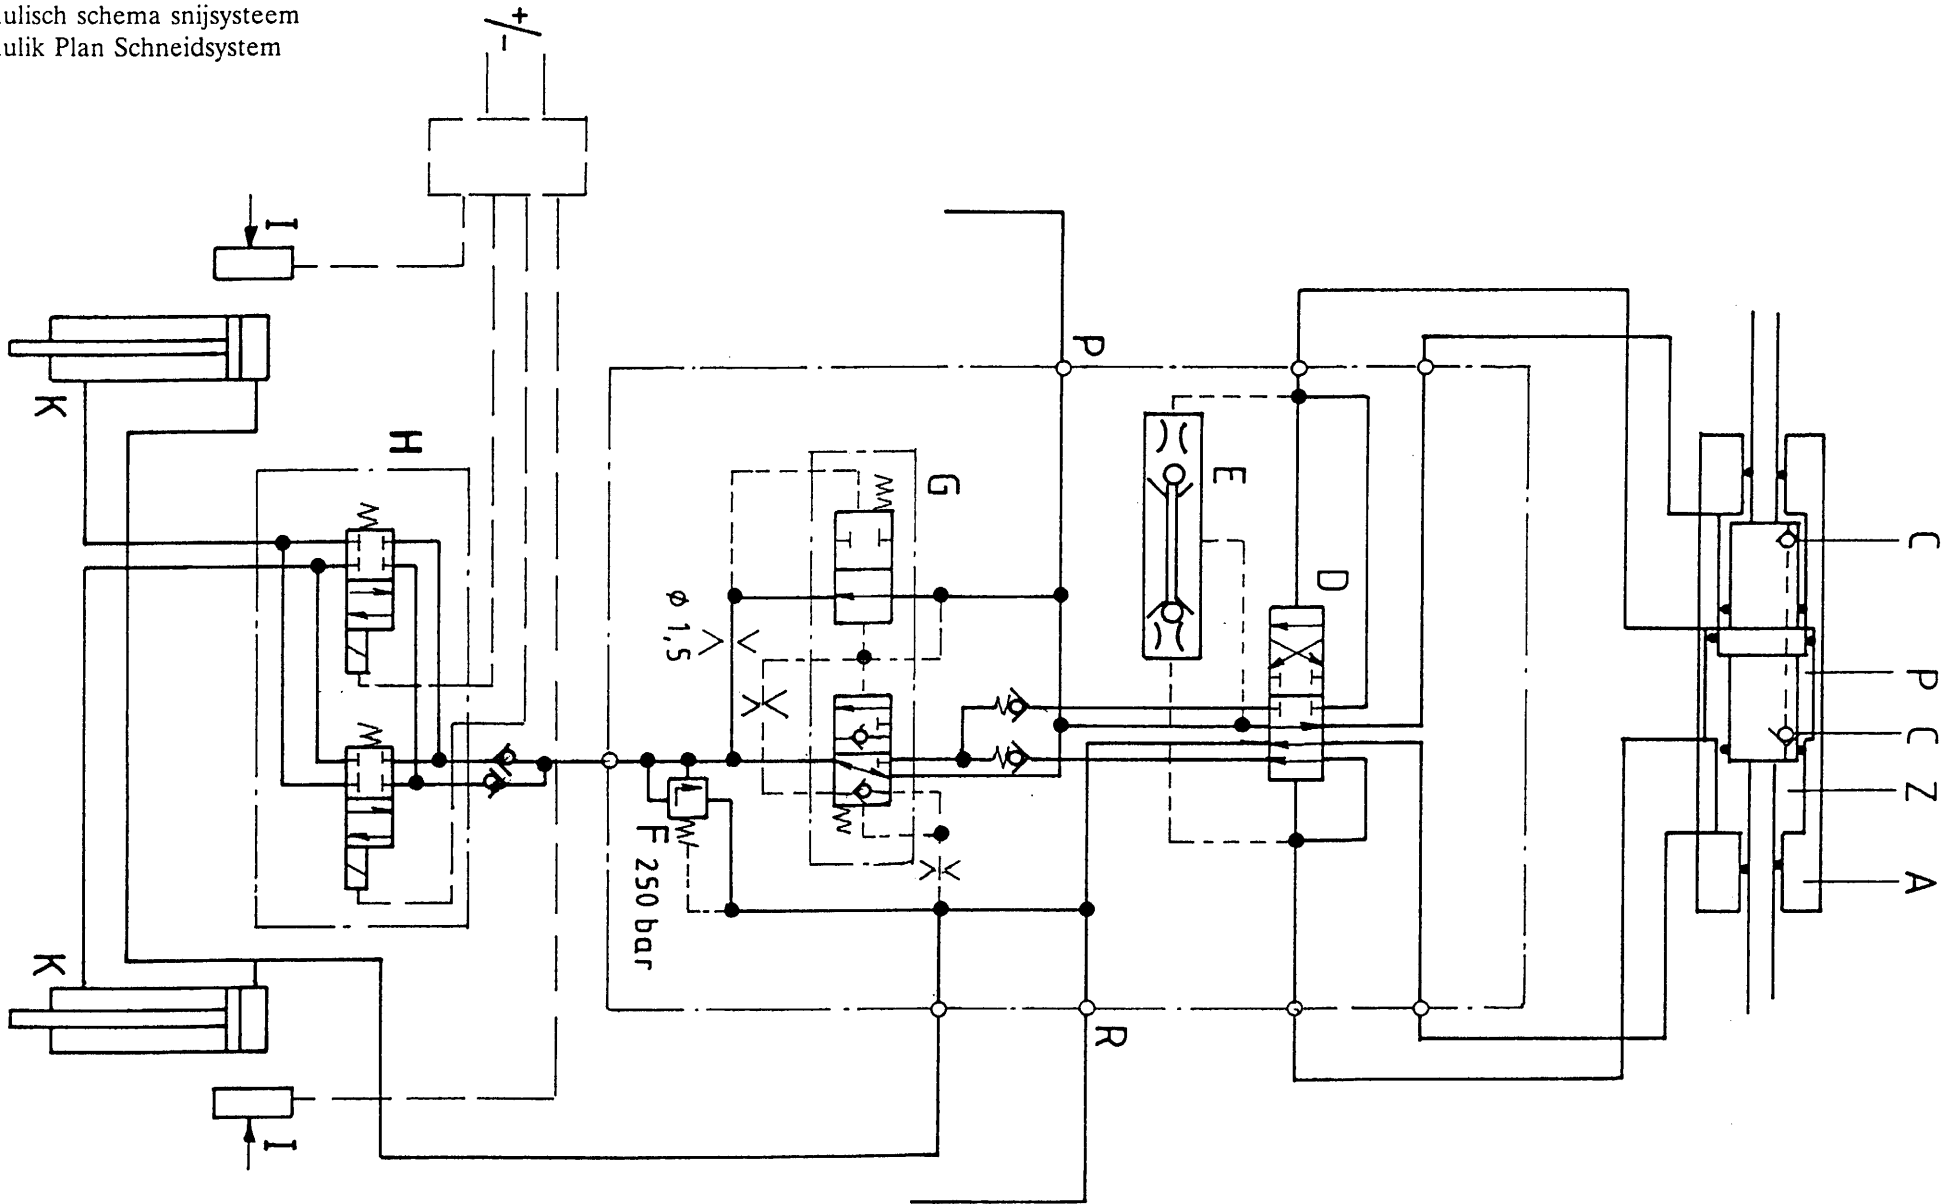 ulisch schema snijsysteem
ulik Plan Schneidsystem
+/-
I
K
H
P
G
E
D
φ 1,5
F 250 bar
K
I
R
C
P
C
Z
A